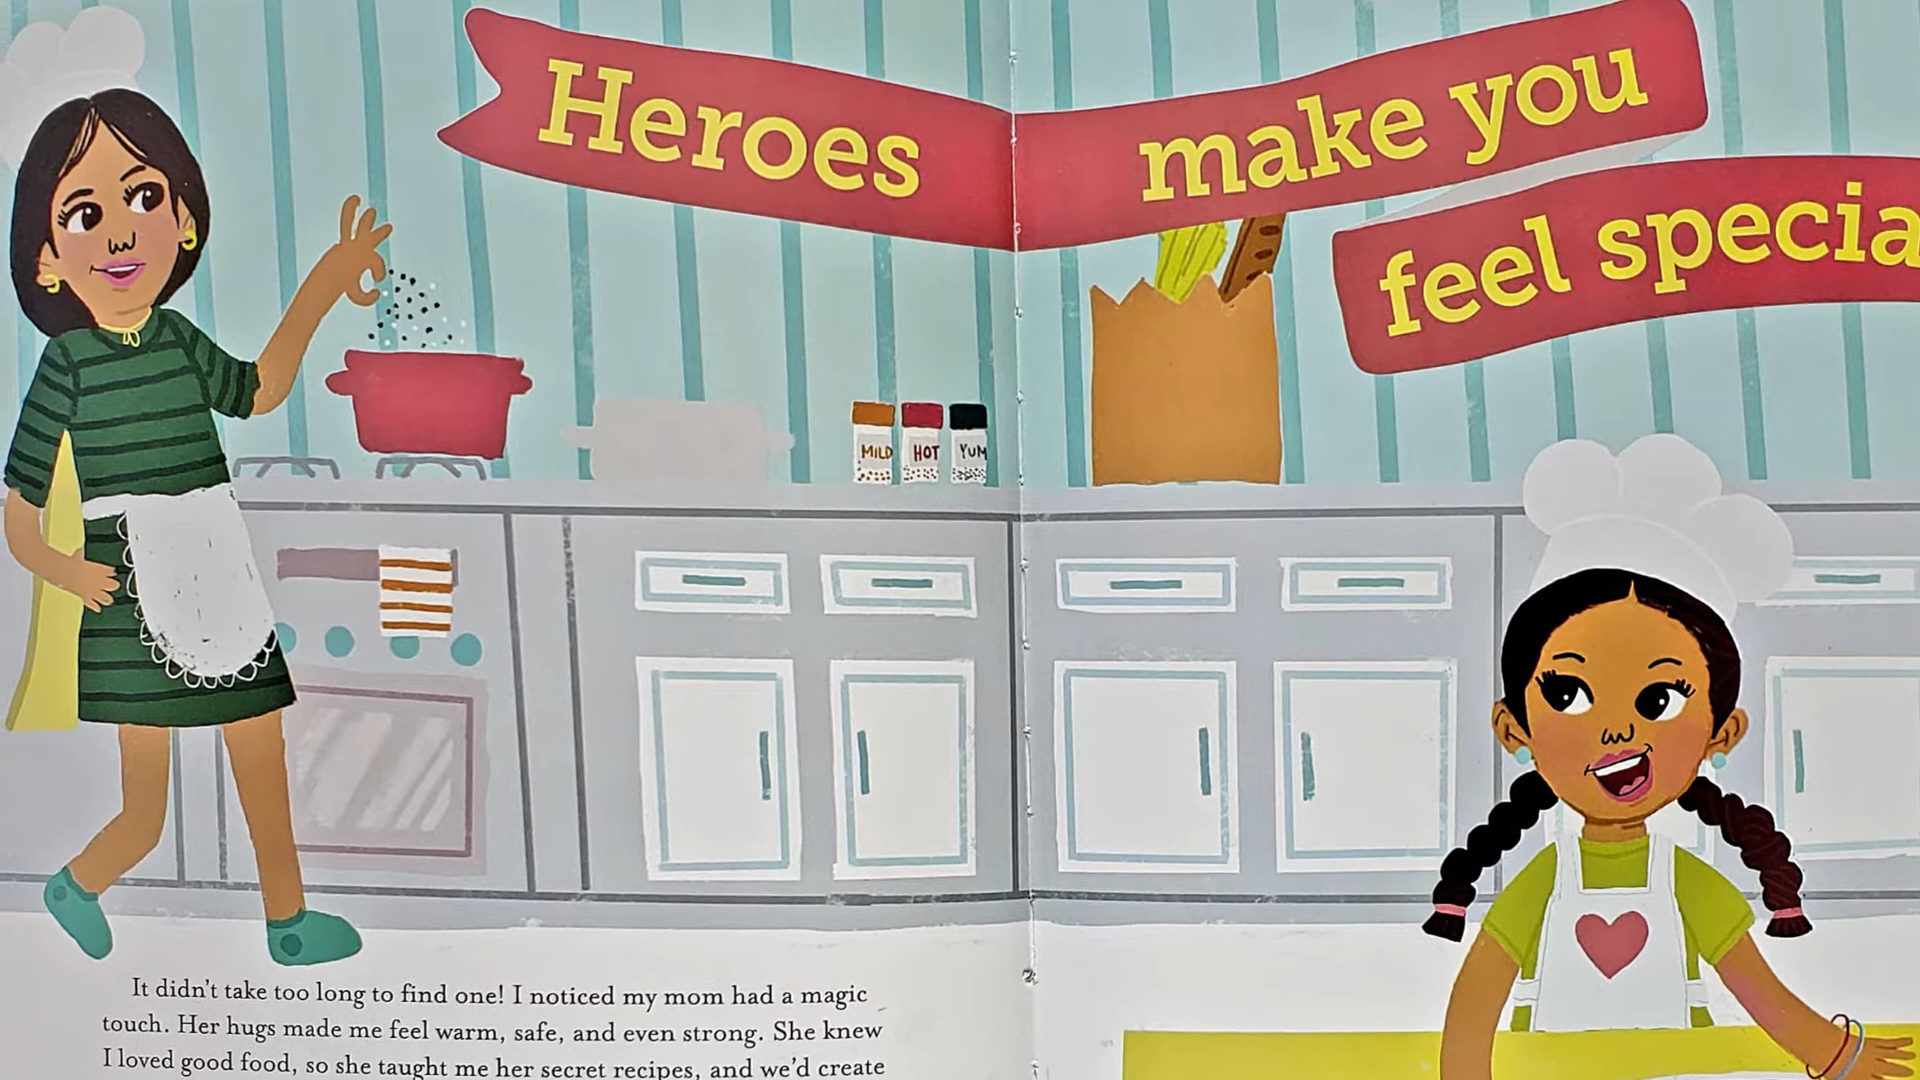 Heroes make you
feel specia
MILD HOT YUM
It didn't take too long to find one! I noticed my mom had a magic
touch. Her hugs made me feel warm, safe, and even strong. She knew
I loved good food, so she taught me her secret recipes, and we'd create